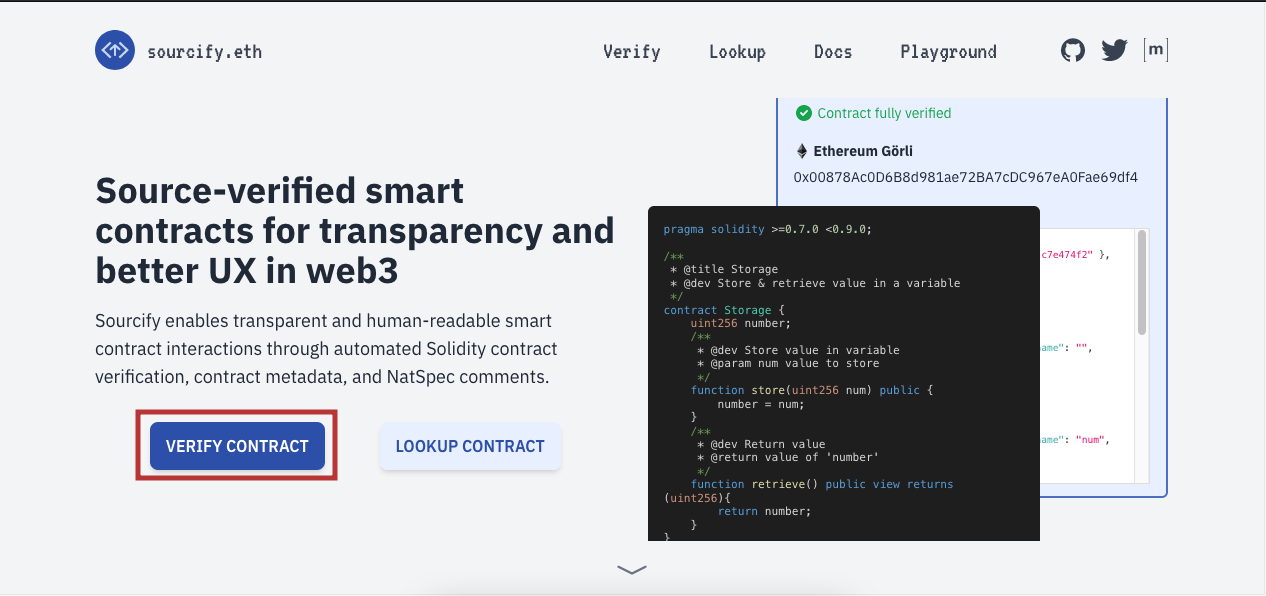 sourcify.eth
Verify
Lookup
Docs
Playground
m
Contract fully verified
Ethereum Görli
0x00878Ac0D6B8d981ae72BA7cDC967eA0Fae69df4
Source-verified smart
contracts for transparency and
better UX in web3
Sourcify enables transparent and human-readable smart
contract interactions through automated Solidity contract
verification, contract metadata, and NatSpec comments.
VERIFY CONTRACT
LOOKUP CONTRACT
pragma solidity >=0.7.0 <0.9.0;
/**
* @title Storage
* @dev Store & retrieve value in a variable
*/
contract Storage {
uint256 number;
/**
* @dev Store value in variable
* @param num value to store
*/
function store(uint256 num) public {
number = num;
}
/**
* @dev Return value
* @return value of 'number'
*/
function retrieve() public view returns
(uint256){
return number;
}
}
c7e474f2" },
ame": "",
ame": "num",